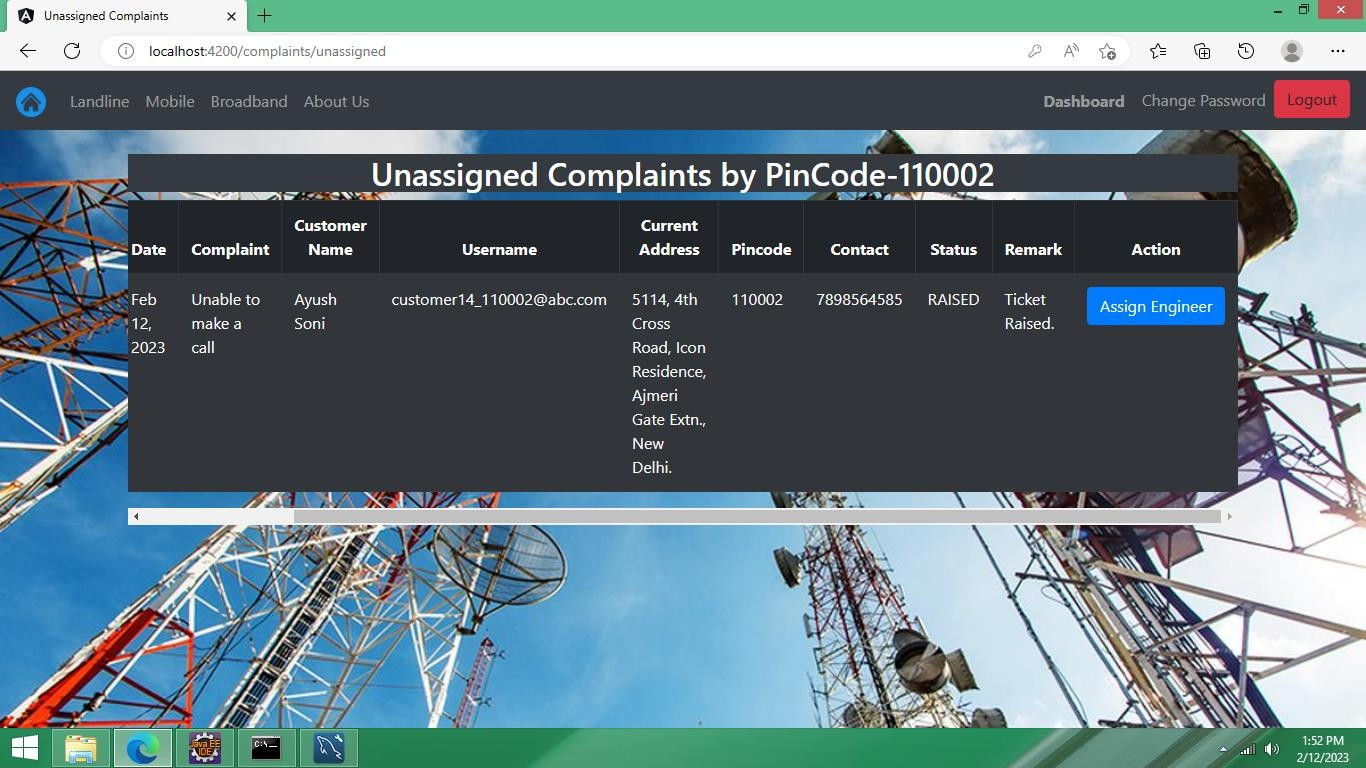 Unassigned Complaints
localhost:4200/complaints/unassigned
Landline Mobile Broadband About Us Dashboard Change Password Logout
Unassigned Complaints by PinCode-110002
Date Complaint Customer Name Username Current Address Pincode Contact Status Remark Action
Feb 12, 2023
Unable to make a call
Ayush Soni
customer14_110002@abc.com
5114, 4th
Cross
Road, Icon
Residence,
Ajmeri
Gate Extn.,
New
Delhi.
110002
7898564585
RAISED
Ticket Raised.
Assign Engineer
Java EE
IDE
C:\_
1:52 PM
2/12/2023